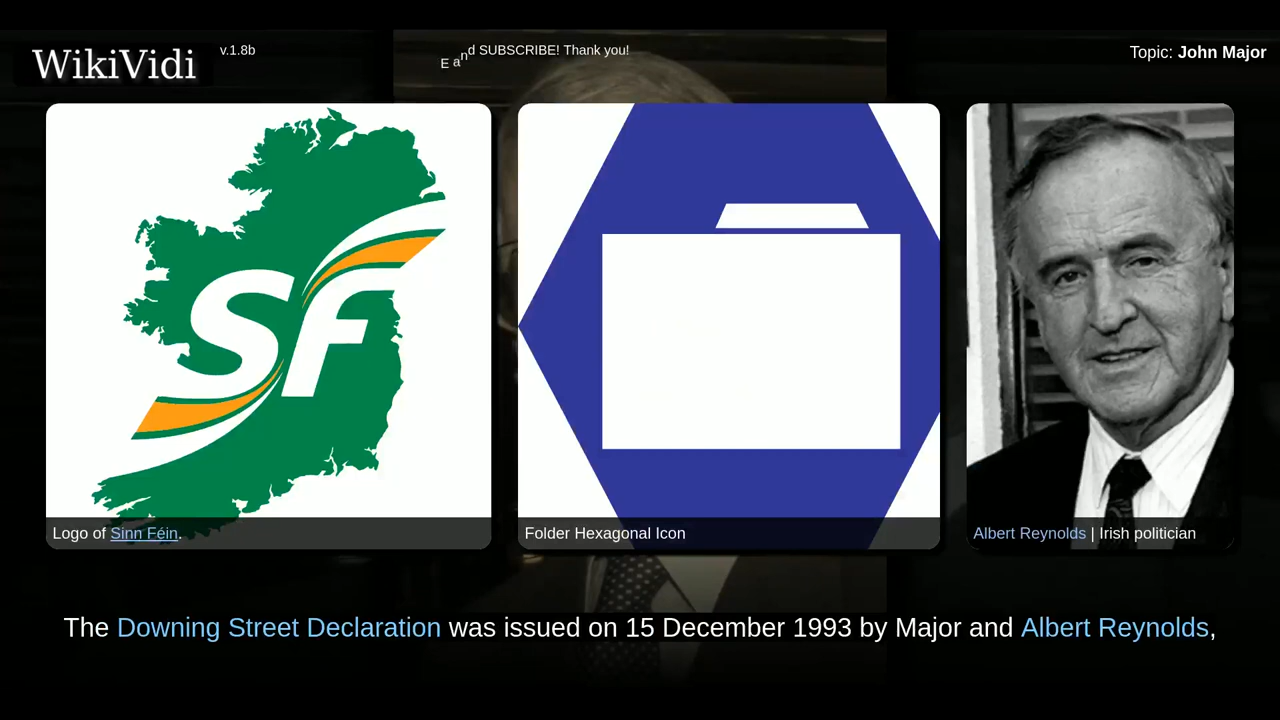 WikiVidi
v.1.8b
E and SUBSCRIBE! Thank you!
Topic: John Major
SF
Logo of Sinn Féin.
Folder Hexagonal Icon
Albert Reynolds | Irish politician
The Downing Street Declaration was issued on 15 December 1993 by Major and Albert Reynolds,